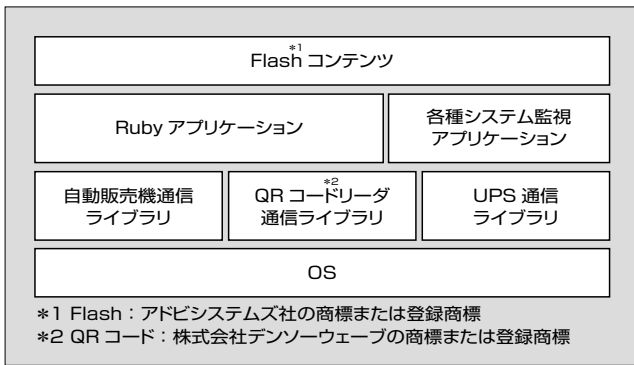 *1
Flash コンテンツ
Ruby アプリケーション
各種システム監視
アプリケーション
自動販売機通信
ライブラリ
*2
QR コードリーダ
通信ライブラリ
UPS 通信
ライブラリ
OS
*1 Flash：アドビシステムズ社の商標または登録商標
*2 QR コード：株式会社デンソーウェーブの商標または登録商標